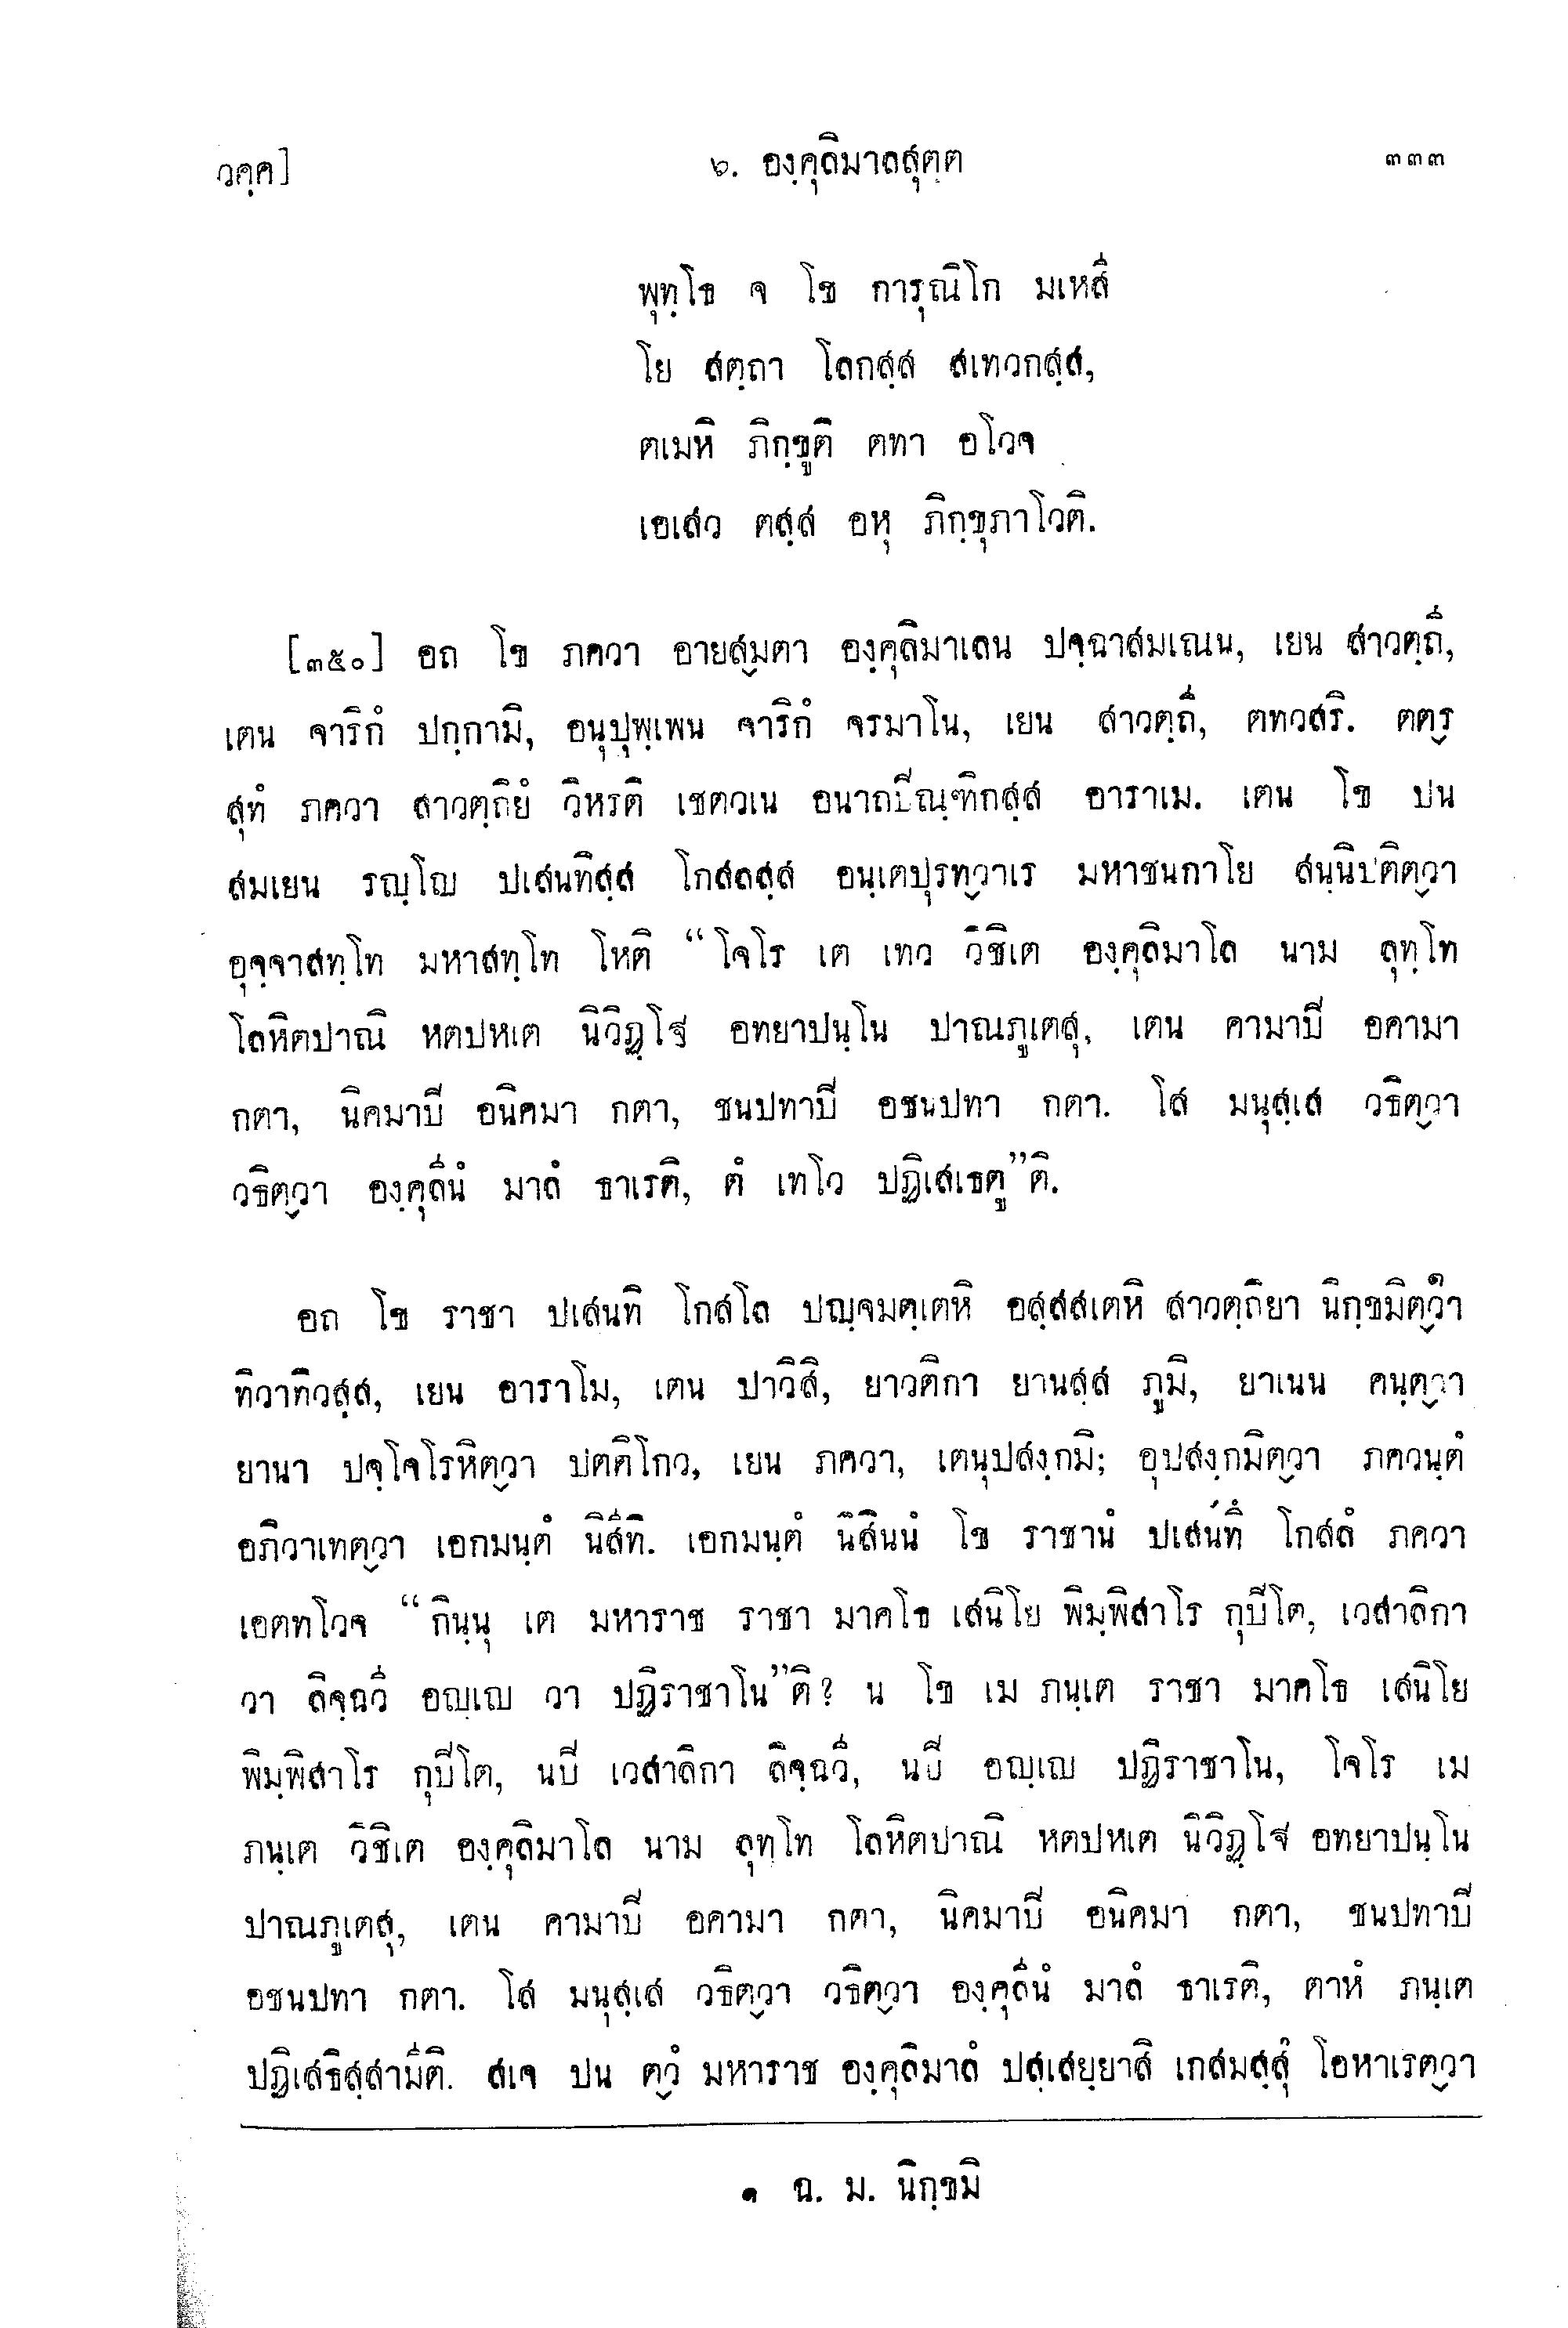 วคฺค]
๖. องฺคุลิมาลสุตฺต
๓๓๓
พุทฺโธ จ โข การุณิโก มเหสี
โย สตฺถา โลกสฺส สเทวกสฺส,
ตเมหิ ภิกฺขูติ ตทา อโวจ
เอเสว ตสฺส อหุ ภิกฺขุภาโวติ.
[๓๕๐] อถ โข ภควา อายสฺมตา องฺคุลิมาเลน ปจฺฉาสมเณน, เยน สาวตฺถี,
เตน จาริกํ ปกฺกามิ, อนุปุพฺเพน จาริกํ จรมาโน, เยน สาวตฺถี, ตทวสริ. ตตฺร
สุทํ ภควา สาวตฺถิยํ วิหรติ เชตวเน อนาถปิณฺฑิกสฺส อาราเม. เตน โข ปน
สมเยน รญฺโญ ปเสนทิสฺส โกสลสฺส อนฺเตปุรทฺวาเร มหาชนกาโย สนฺนิปติตฺวา
อุจฺจาสทฺโท มหาสทฺโท โหติ “โจโร เต เทว วิชิเต องฺคุลิมาโล นาม ลุทฺโท
โลหิตปาณิ หตปหเต นิวิฏฺโฐ อทยาปนฺโน ปาณภูเตสุ, เตน คามาปิ อคามา
กตา, นิคมาปิ อนิคมา กตา, ชนปทาปิ อชนปทา กตา. โส มนุสฺเส วธิตฺวา
วธิตฺวา องฺคุลีนํ มาลํ ธาเรติ, ตํ เทโว ปฏิเสเธตู”ติ.
อถ โข ราชา ปเสนทิ โกสโล ปญฺจมตฺเตหิ อสฺสสเตหิ สาวตฺถิยา นิกฺขมิตฺวา๑
ทิวาทิวสฺส, เยน อาราโม, เตน ปาวิสิ, ยาวติกา ยานสฺส ภูมิ, ยาเนน คนฺตฺวา
ยานา ปจฺโจโรหิตฺวา ปตฺติโกว, เยน ภควา, เตนุปสงฺกมิ; อุปสงฺกมิตฺวา ภควนฺตํ
อภิวาเทตฺวา เอกมนฺตํ นิสีทิ. เอกมนฺตํ นิสินฺนํ โข ราชานํ ปเสนทึ โกสลํ ภควา
เอตทโวจ “กินฺนุ เต มหาราช ราชา มาคโธ เสนิโย พิมฺพิสาโร กุปิโต, เวสาลิกา
วา ลิจฺฉวี อญฺเญ วา ปฏิราชาโน”ติ? น โข เม ภนฺเต ราชา มาคโธ เสนิโย
พิมฺพิสาโร กุปิโต, นปิ เวสาลิกา ลิจฺฉวี, นปิ อญฺเญ ปฏิราชาโน, โจโร เม
ภนฺเต วิชิเต องฺคุลิมาโล นาม ลุทฺโท โลหิตปาณิ หตปหเต นิวิฏฺโฐ อทยาปนฺโน
ปาณภูเตสุ, เตน คามาปิ อคามา กตา, นิคมาปิ อนิคมา กตา, ชนปทาปิ
อชนปทา กตา. โส มนุสฺเส วธิตฺวา วธิตฺวา องฺคุลีนํ มาลํ ธาเรติ, ตาหํ ภนฺเต
ปฏิเสธิสฺสามีติ. สเจ ปน ตฺวํ มหาราช องฺคุลิมาลํ ปสฺเสยฺยาสิ เกสมสฺสุํ โอหาเรตฺวา
๑ ฉ. ม. นิกฺขมิ